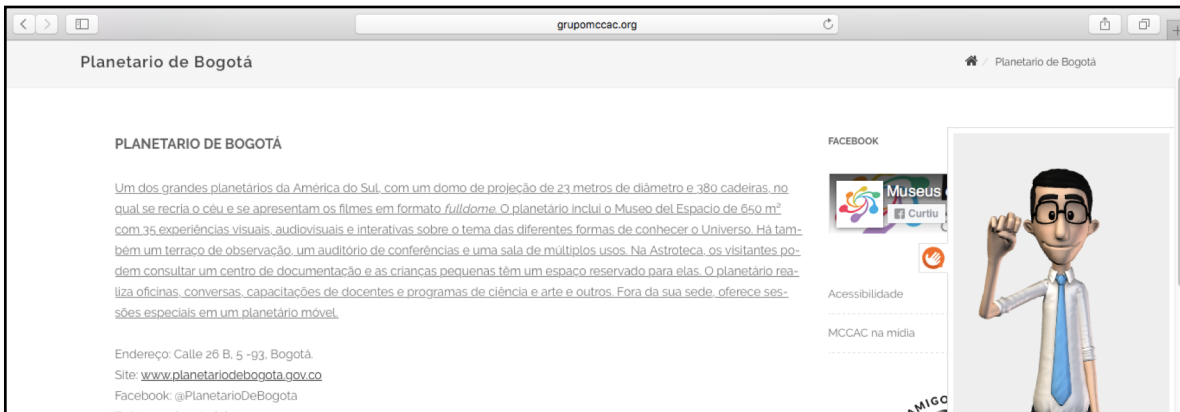 grupomccac.org
Planetario de Bogotá
Planetario de Bogotá
PLANETARIO DE BOGOTÁ
Um dos grandes planetários da América do Sul, com um domo de projeção de 23 metros de diâmetro e 380 cadeiras, no
qual se recria o céu e se apresentam os filmes em formato fulldome. O planetário inclui o Museo del Espacio de 650 m²
com 35 experiências visuais, audiovisuais e interativas sobre o tema das diferentes formas de conhecer o Universo. Há tam-
bém um terraço de observação, um auditório de conferências e uma sala de múltiplos usos. Na Astroteca, os visitantes po-
dem consultar um centro de documentação e as crianças pequenas têm um espaço reservado para elas. O planetário rea-
liza oficinas, conversas, capacitações de docentes e programas de ciência e arte e outros. Fora da sua sede, oferece ses-
sões especiais em um planetário móvel.
Endereço: Calle 26 B, 5 -93, Bogotá.
Site: www.planetariodebogota.gov.co
Facebook: @PlanetarioDeBogota
FACEBOOK
Museus
Curtiu
Acessibilidade
MCCAC na mídia
AMIGO